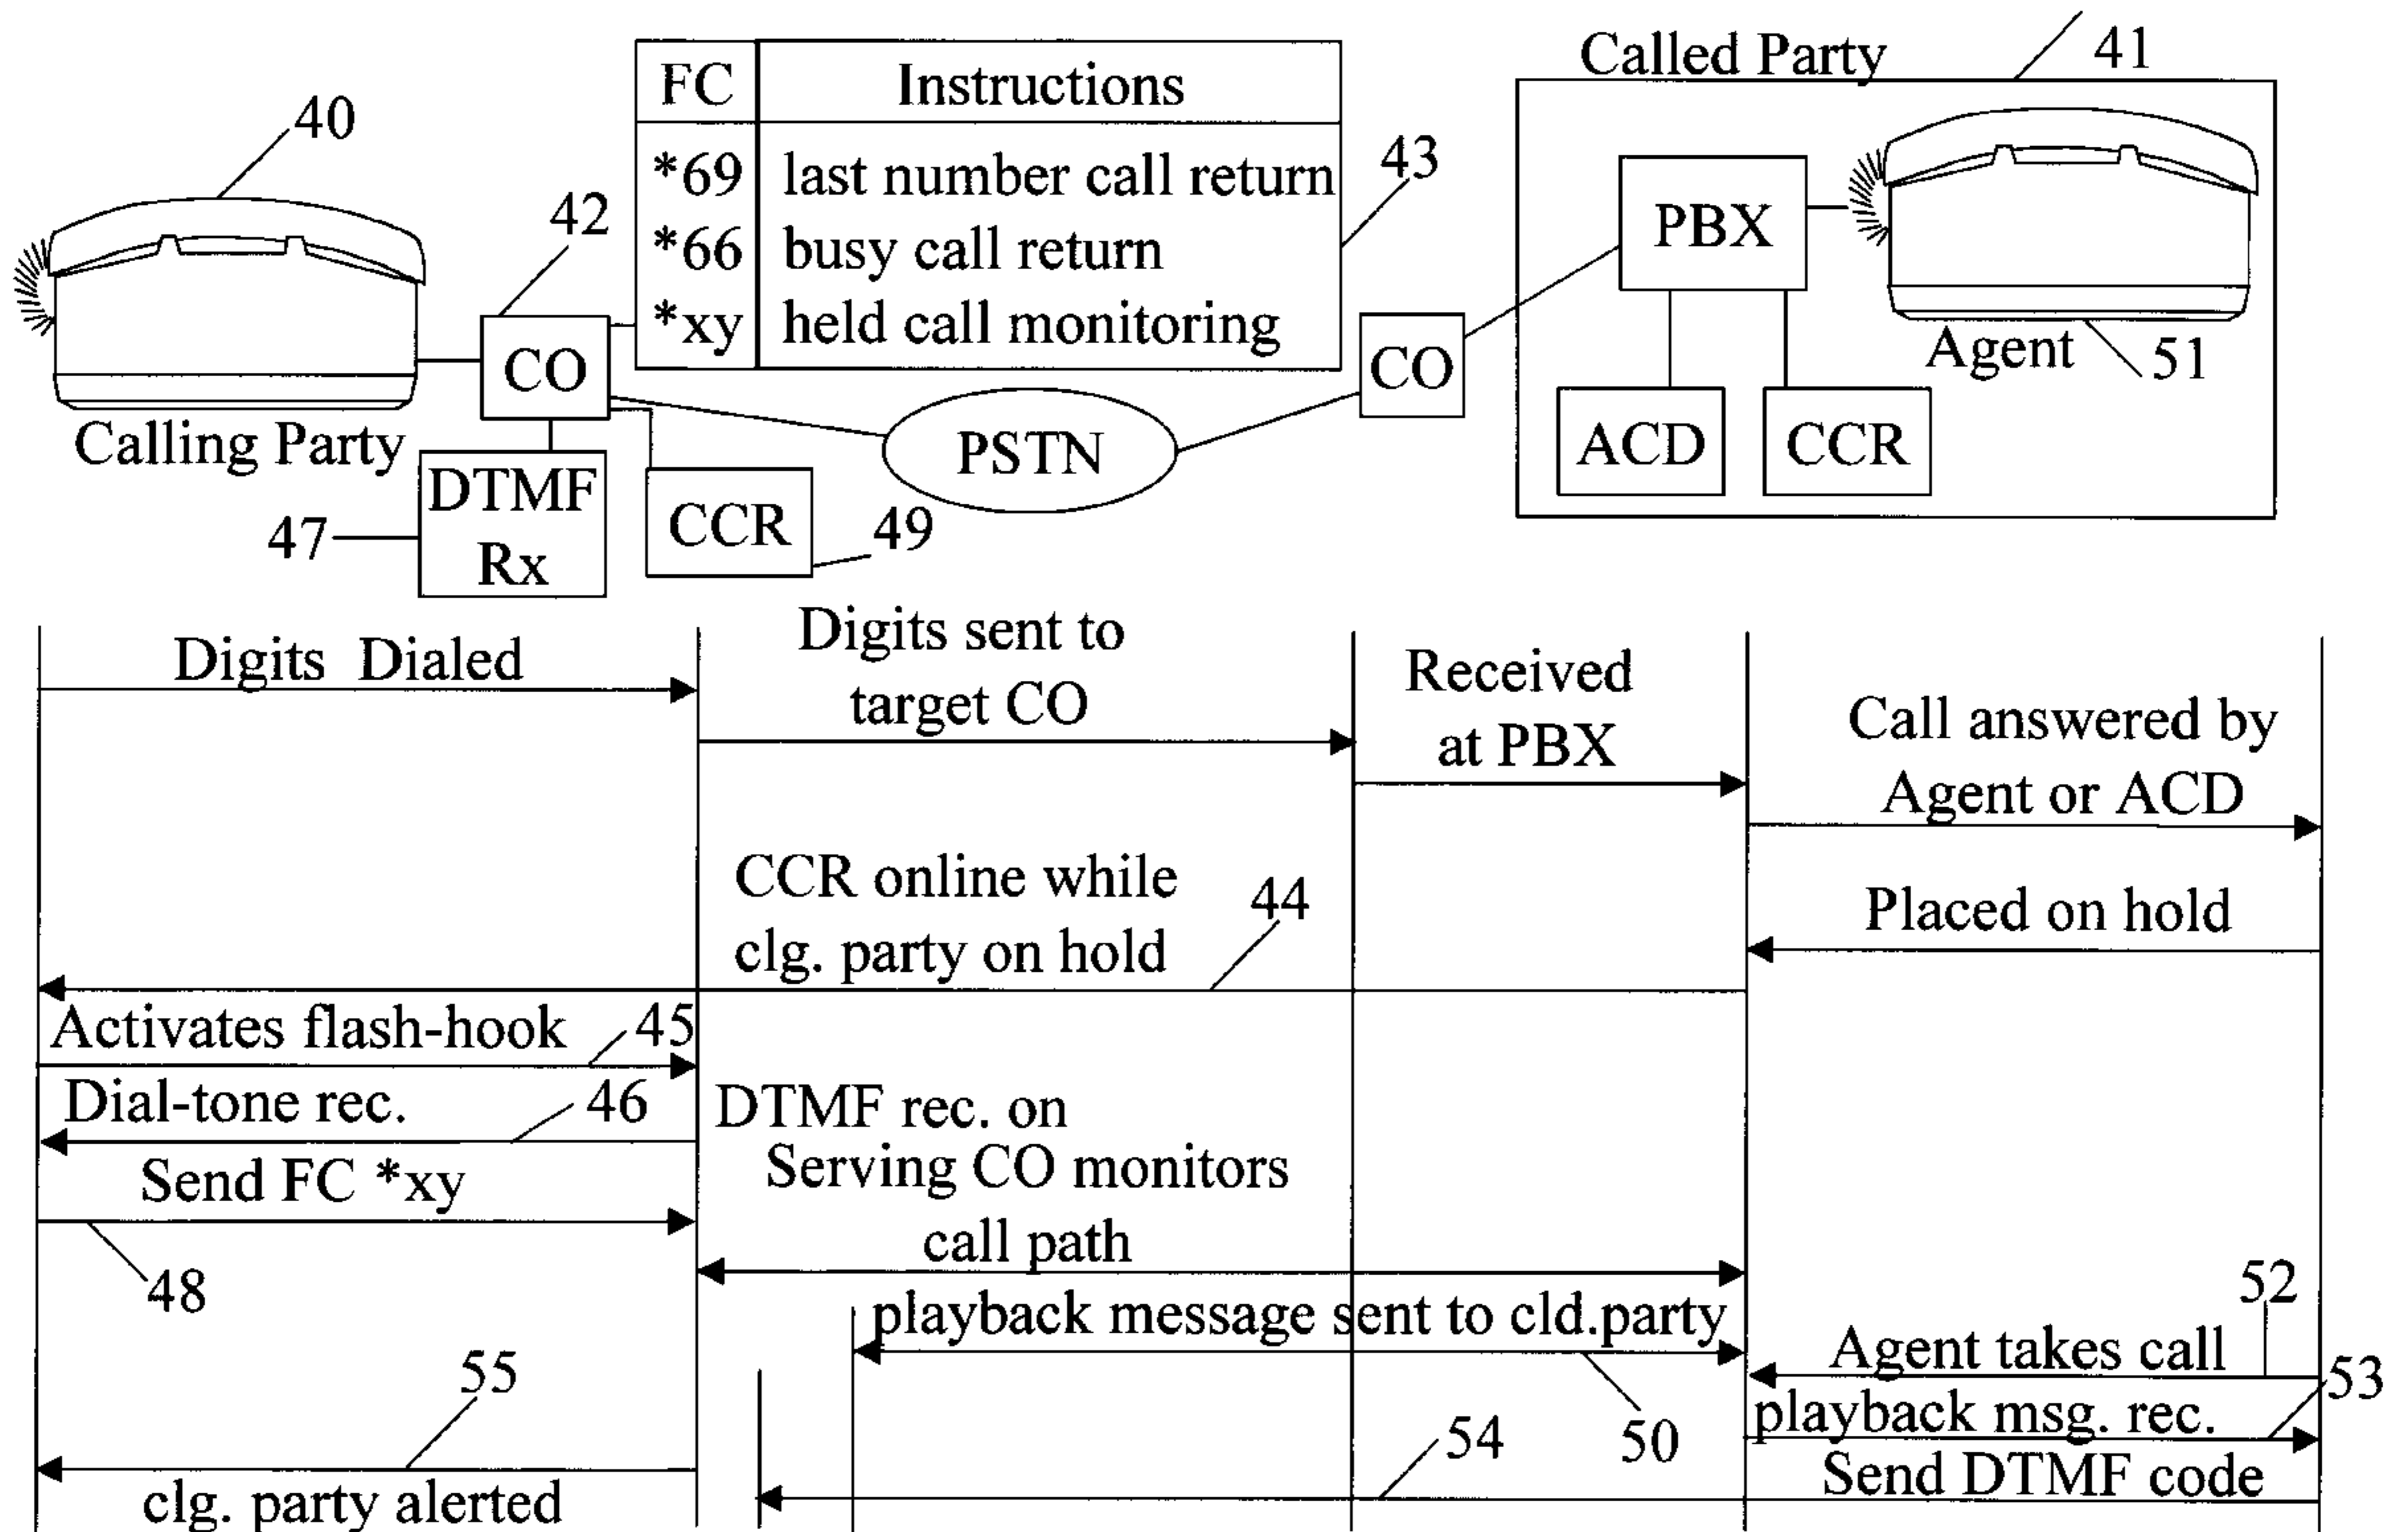 Called Party
41
FC
Instructions
40
*69
last number call return
43
42
*66
busy call return
PBX
*xy
held call monitoring
CO
CO
Agent
51
Calling Party
PSTN
ACD
CCR
DTMF
Rx
47
CCR
49
Digits Dialed
Digits sent to
target CO
Received
at PBX
Call answered by
Agent or ACD
CCR online while
clg. party on hold
44
Placed on hold
Activates flash-hook
45
Dial-tone rec.
46
DTMF rec. on
Serving CO monitors
call path
Send FC *xy
48
52
playback message sent to cld.party
Agent takes call
53
55
50
playback msg. rec.
54
Send DTMF code
clg. party alerted